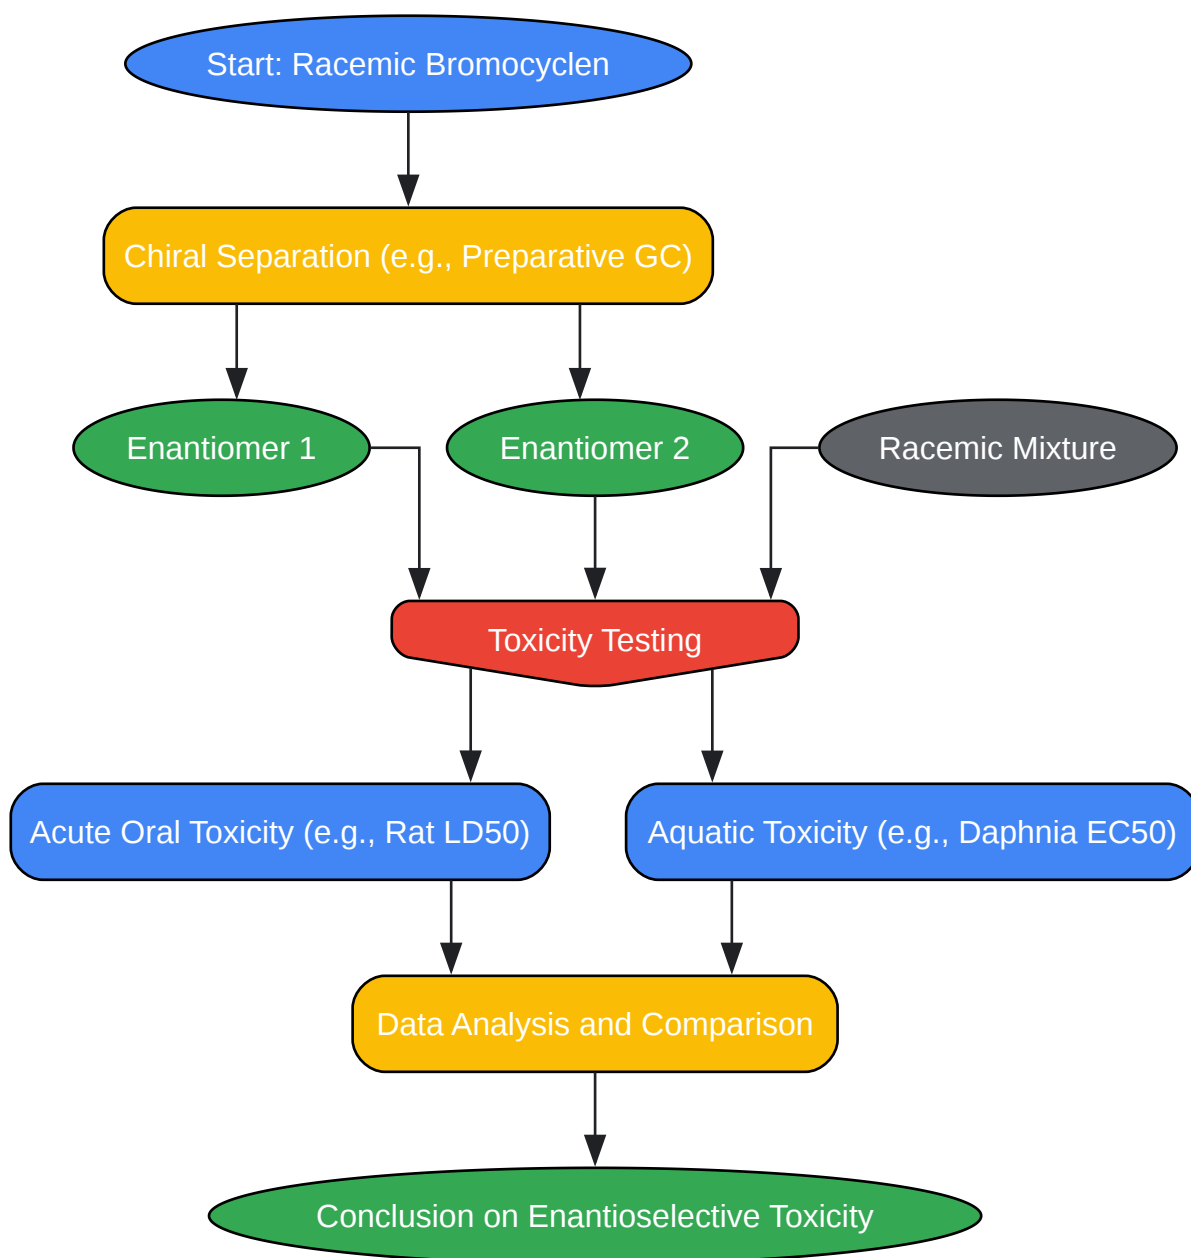 Start: Racemic Bromocyclen
Chiral Separation (e.g., Preparative GC)
Enantiomer 1
Enantiomer 2
Racemic Mixture
Toxicity Testing
Acute Oral Toxicity (e.g., Rat LD50)
Aquatic Toxicity (e.g., Daphnia EC50)
Data Analysis and Comparison
Conclusion on Enantioselective Toxicity